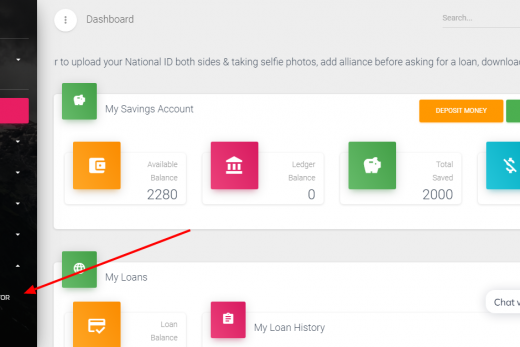 Dashboard
Search...
r to upload your National ID both sides & taking selfie photos, add alliance before asking for a loan, download
My Savings Account
DEPOSIT MONEY
Available
Balance
2280
Ledger
Balance
0
Total
Saved
2000
My Loans
TOR
Chat
Loan
Balance
My Loan History